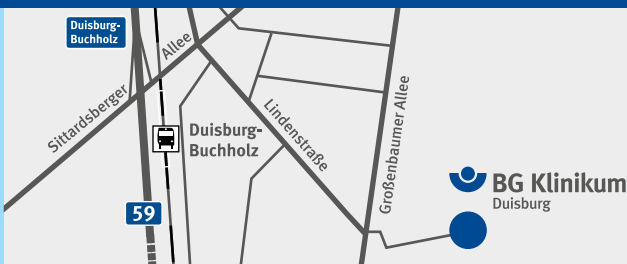 Duisburg-
Buchholz
Allee
Sittardsberger
Duisburg-
Buchholz
Lindenstraße
Großenbaumer Allee
BG Klinikum
Duisburg
59